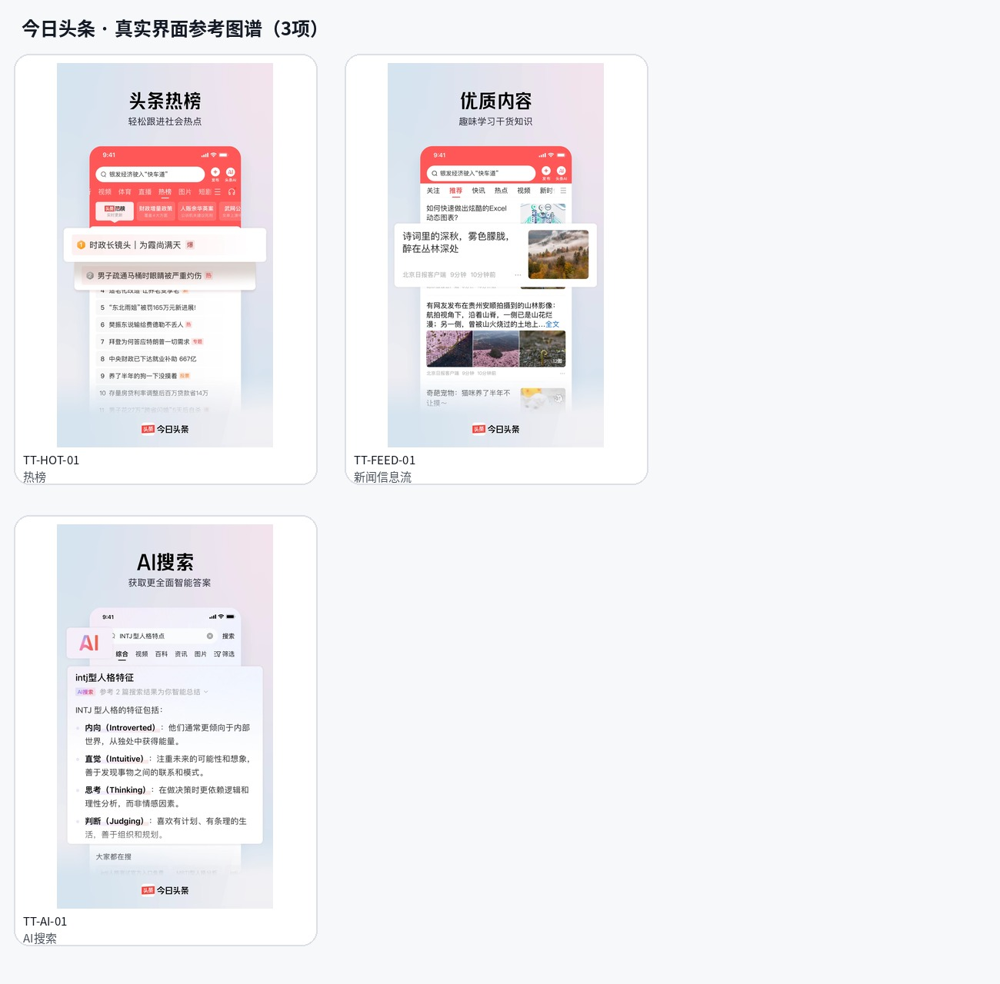 今日头条 · 真实界面参考图谱（3项）
头条热榜
轻松跟进社会热点
9:41
银发经济驶入“快车道”
发布
头条AI
视频 体育 直播 热榜 图片 短剧
头条热榜
实时更新
财政增量政策
人贩余华英案
武网公
1 时政长镜头｜为霞尚满天 爆
2 男子疏通马桶时眼睛被严重灼伤 热
4 适老化改造 让养老变享老
5 “东北雨姐”被罚165万元新进展!
6 樊振东说输给费德勒不丢人 热
7 拜登为何答应特朗普一切需求 专题
8 中央财政已下达就业补助 667亿
9 养了半年的狗一下没摸着 投票
10 存量房贷利率调整后百万贷款省14万
头条 今日头条
TT-HOT-01
热榜
优质内容
趣味学习干货知识
9:41
银发经济驶入“快车道”
发布
头条AI
关注 推荐 快讯 热点 视频 新时
如何快速做出炫酷的Excel
动态图表?
诗词里的深秋，雾色朦胧，
醉在丛林深处
北京日报客户端 9分钟 10分钟前 ...
有网友发布在贵州安顺拍摄到的山林影像：
航拍视角下，沿着山脊，一侧已是山花烂
漫；另一侧，曾被山火烧过的土地上...全文
12图
北京日报客户端 9分钟 10分钟前 ...
奇葩宠物：猫咪养了半年不
让摸～
头条 今日头条
TT-FEED-01
新闻信息流
AI搜索
获取更全面智能答案
9:41
AI
INTJ型人格特点
搜索
综合 视频 百科 资讯 图片 筛选
intj型人格特征
AI搜索 参考 2 篇搜索结果为你智能总结
INTJ 型人格的特征包括：
内向（Introverted）：他们通常更倾向于内部
世界，从独处中获得能量。
直觉（Intuitive）：注重未来的可能性和想象，
善于发现事物之间的联系和模式。
思考（Thinking）：在做决策时更依赖逻辑和
理性分析，而非情感因素。
判断（Judging）：喜欢有计划、有条理的生
活，善于组织和规划。
大家都在搜
头条 今日头条
TT-AI-01
AI搜索